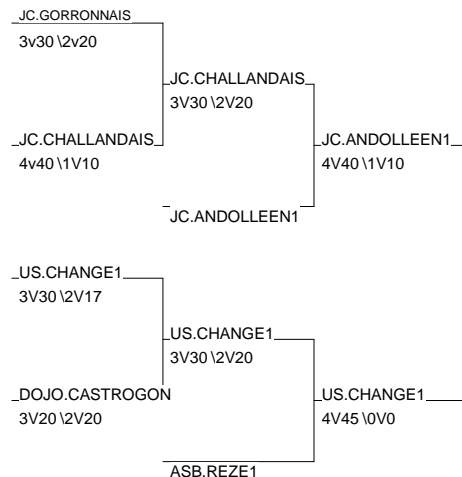 JC.GORRONNAIS
3v30 \2v20
JC.CHALLANDAIS
3V30 \2V20
JC.CHALLANDAIS
4v40 \1V10
JC.ANDOLLEEN1
4V40 \1V10
JC.ANDOLLEEN1
US.CHANGE1
3V30 \2V17
US.CHANGE1
3V30 \2V20
DOJO.CASTROGON
3V20 \2V20
US.CHANGE1
4V45 \0V0
ASB.REZE1